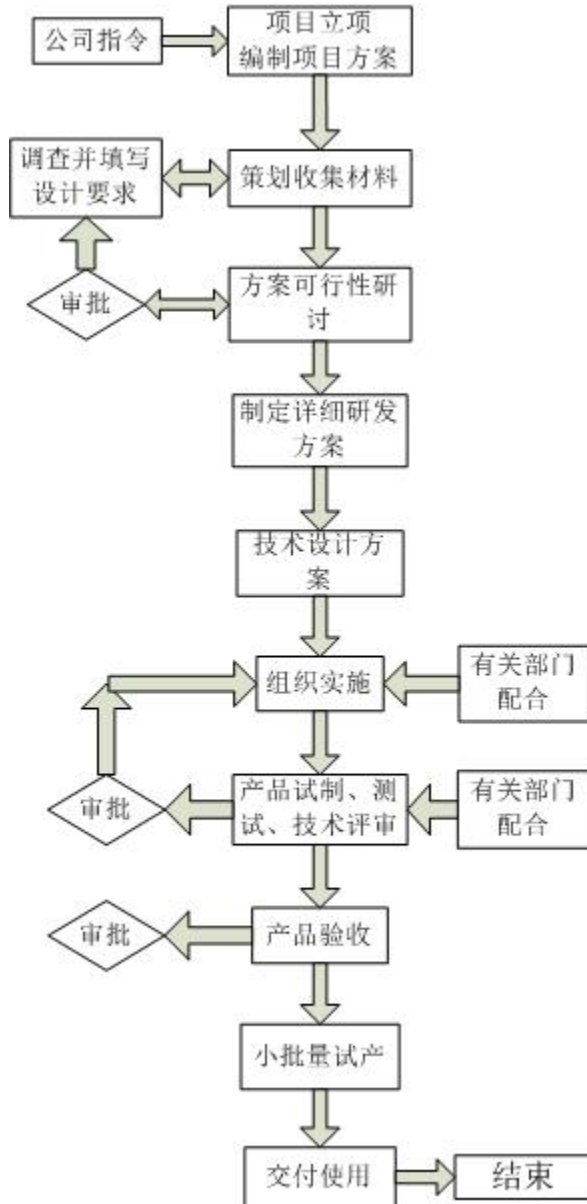 公司指令
项目立项
编制项目方案
调查并填写
设计要求
策划收集材料
审批
方案可行性研
讨
制定详细研发
方案
技术设计方
案
组织实施
有关部门
配合
审批
产品试制、测
试、技术评审
有关部门
配合
审批
产品验收
小批量试产
交付使用
结束